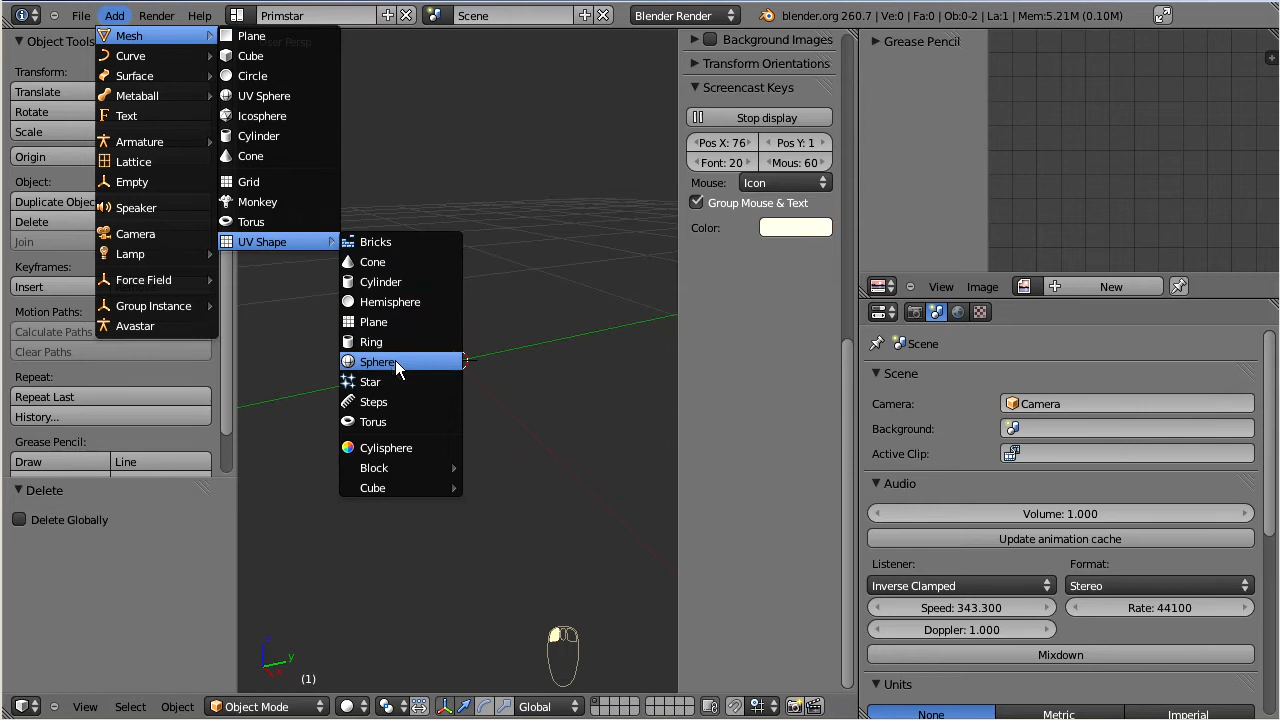 File Add Render Help Primstar Scene Blender Render blender.org 260.7 | Ve:0 | Fa:0 | Ob:0-2 | La:1 | Mem:5.21M (0.10M)
Object Tools
Transform:
Translate
Rotate
Scale
Origin
Object:
Duplicate Objec
Delete
Join
Keyframes:
Insert
Motion Paths:
Calculate Paths
Clear Paths
Repeat:
Repeat Last
History...
Grease Pencil:
Draw Line
Delete
Delete Globally
Mesh
Curve
Surface
Metaball
Text
Armature
Lattice
Empty
Speaker
Camera
Lamp
Force Field
Group Instance
Avastar
Plane
Cube
Circle
UV Sphere
Icosphere
Cylinder
Cone
Grid
Monkey
Torus
UV Shape
Bricks
Cone
Cylinder
Hemisphere
Plane
Ring
Sphere
Star
Steps
Torus
Cylisphere
Block
Cube
Persp
z
y
x
(1)
View Select Object Object Mode Global
Background Images
Transform Orientations
Screencast Keys
Stop display
Pos X: 76 Pos Y: 1
Font: 20 Mous: 60
Mouse: Icon
Group Mouse & Text
Color:
Grease Pencil
View Image New
Scene
Scene
Camera: Camera
Background:
Active Clip:
Audio
Volume: 1.000
Update animation cache
Listener: Format:
Inverse Clamped Stereo
Speed: 343.300 Rate: 44100
Doppler: 1.000
Mixdown
Units
None Metric Imperial